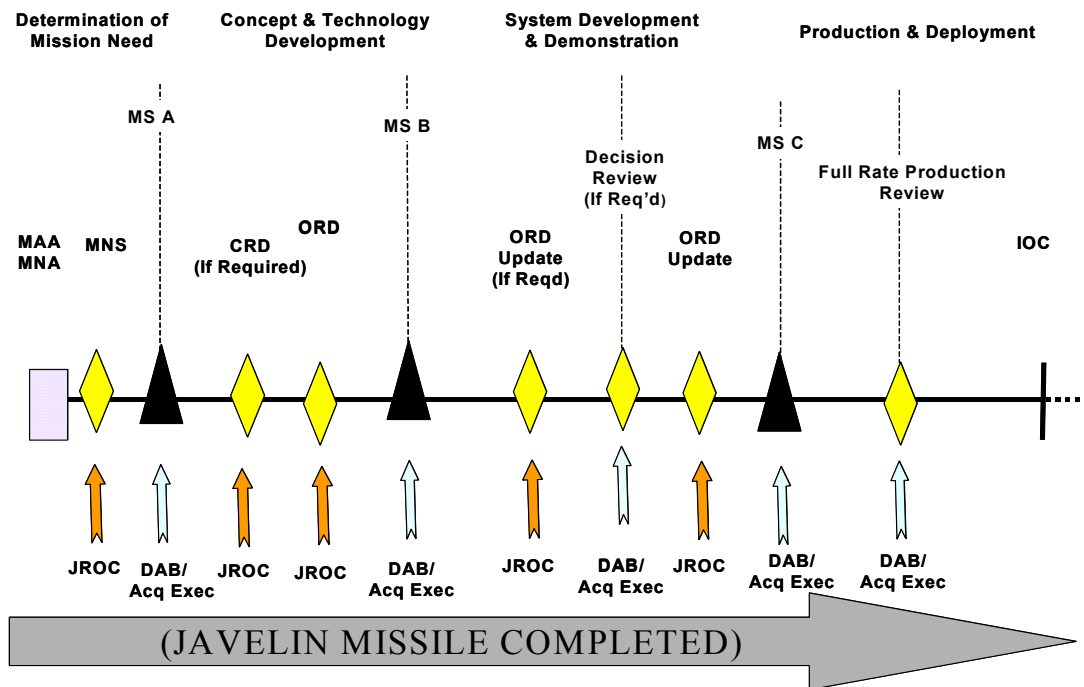 Determination of
Mission Need
Concept & Technology
Development
System Development
& Demonstration
Production & Deployment
MS A
MS B
MS C
Decision
Review
(If Req'd)
Full Rate Production
Review
MAA
MNA
MNS
CRD
(If Required)
ORD
ORD
Update
(If Reqd)
ORD
Update
IOC
JROC
DAB/
Acq Exec
JROC
JROC
DAB/
Acq Exec
JROC
DAB/
Acq Exec
JROC
DAB/
Acq Exec
DAB/
Acq Exec
(JAVELIN MISSILE COMPLETED)